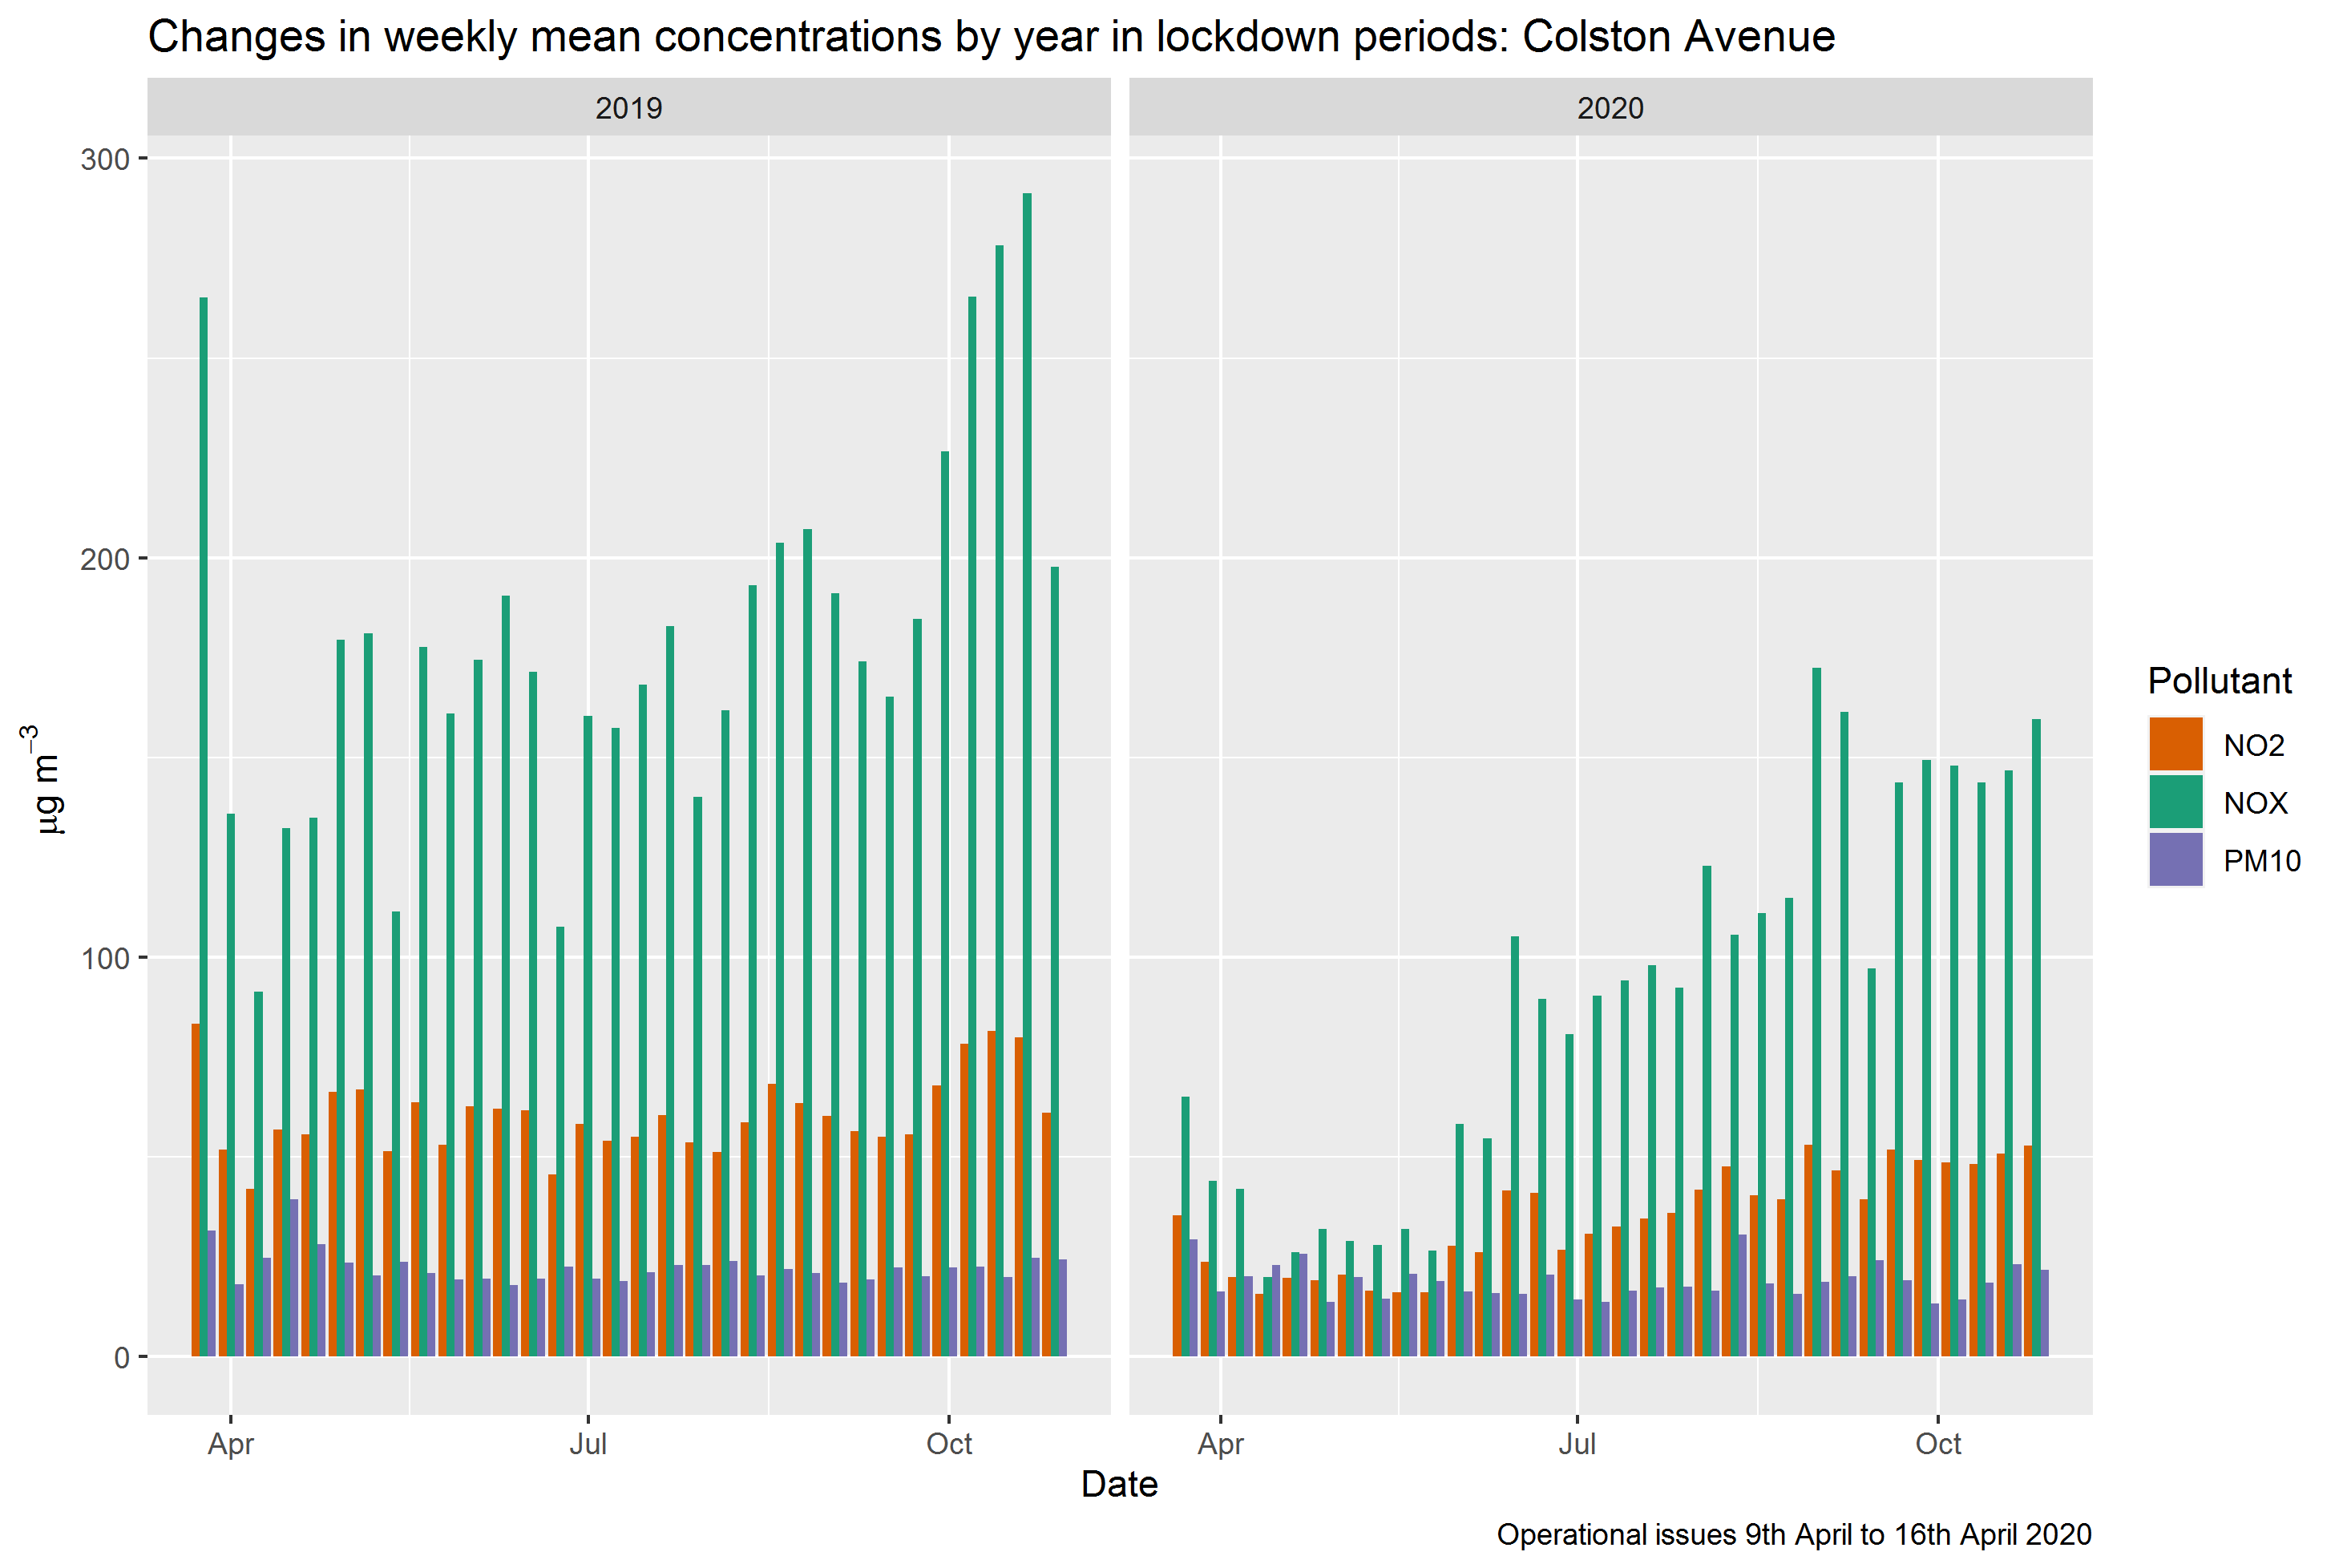 Changes in weekly mean concentrations by year in lockdown periods: Colston Avenue
2019
2020
300
200
100
0
µg m⁻³
Apr
Jul
Oct
Apr
Jul
Oct
Date
Pollutant
NO2
NOX
PM10
Operational issues 9th April to 16th April 2020